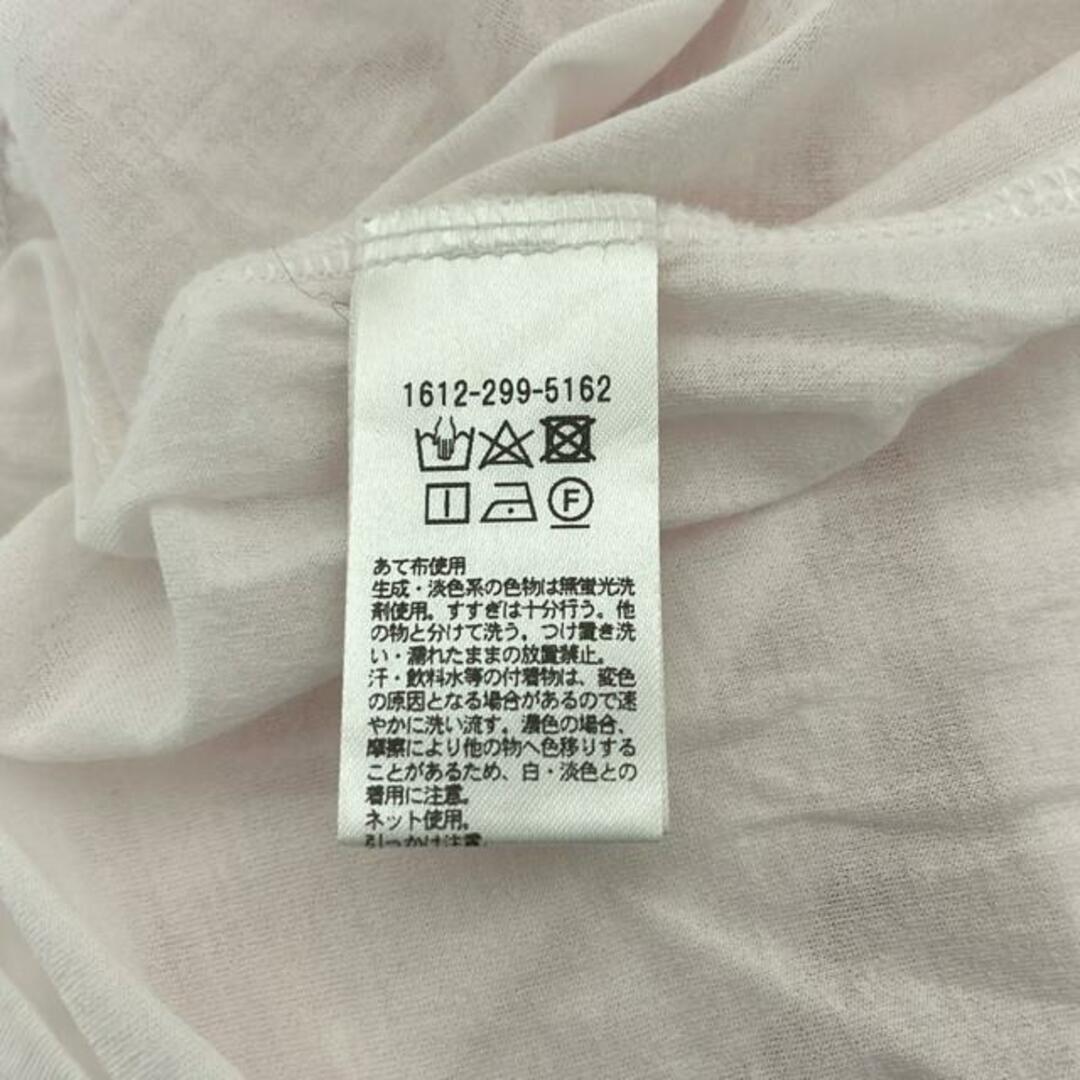 1612-299-5162
F
あて布使用
生成・淡色系の色物は無蛍光洗
剤使用。すすぎは十分行う。他
の物と分けて洗う。つけ置き洗
い・濡れたままの放置禁止。
汗・飲料水等の付着物は、変色
の原因となる場合があるので速
やかに洗い流す。濃色の場合、
摩擦により他の物へ色移りする
ことがあるため、白・淡色との
着用に注意。
ネット使用。
引っかけ注意。